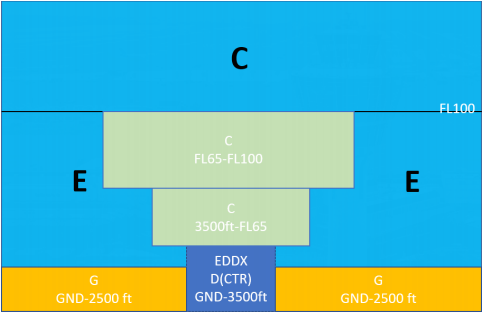 C
FL100
C
FL65-FL100
E
E
C
3500ft-FL65
EDDX
D(CTR)
GND-3500ft
G
GND-2500 ft
G
GND-2500 ft